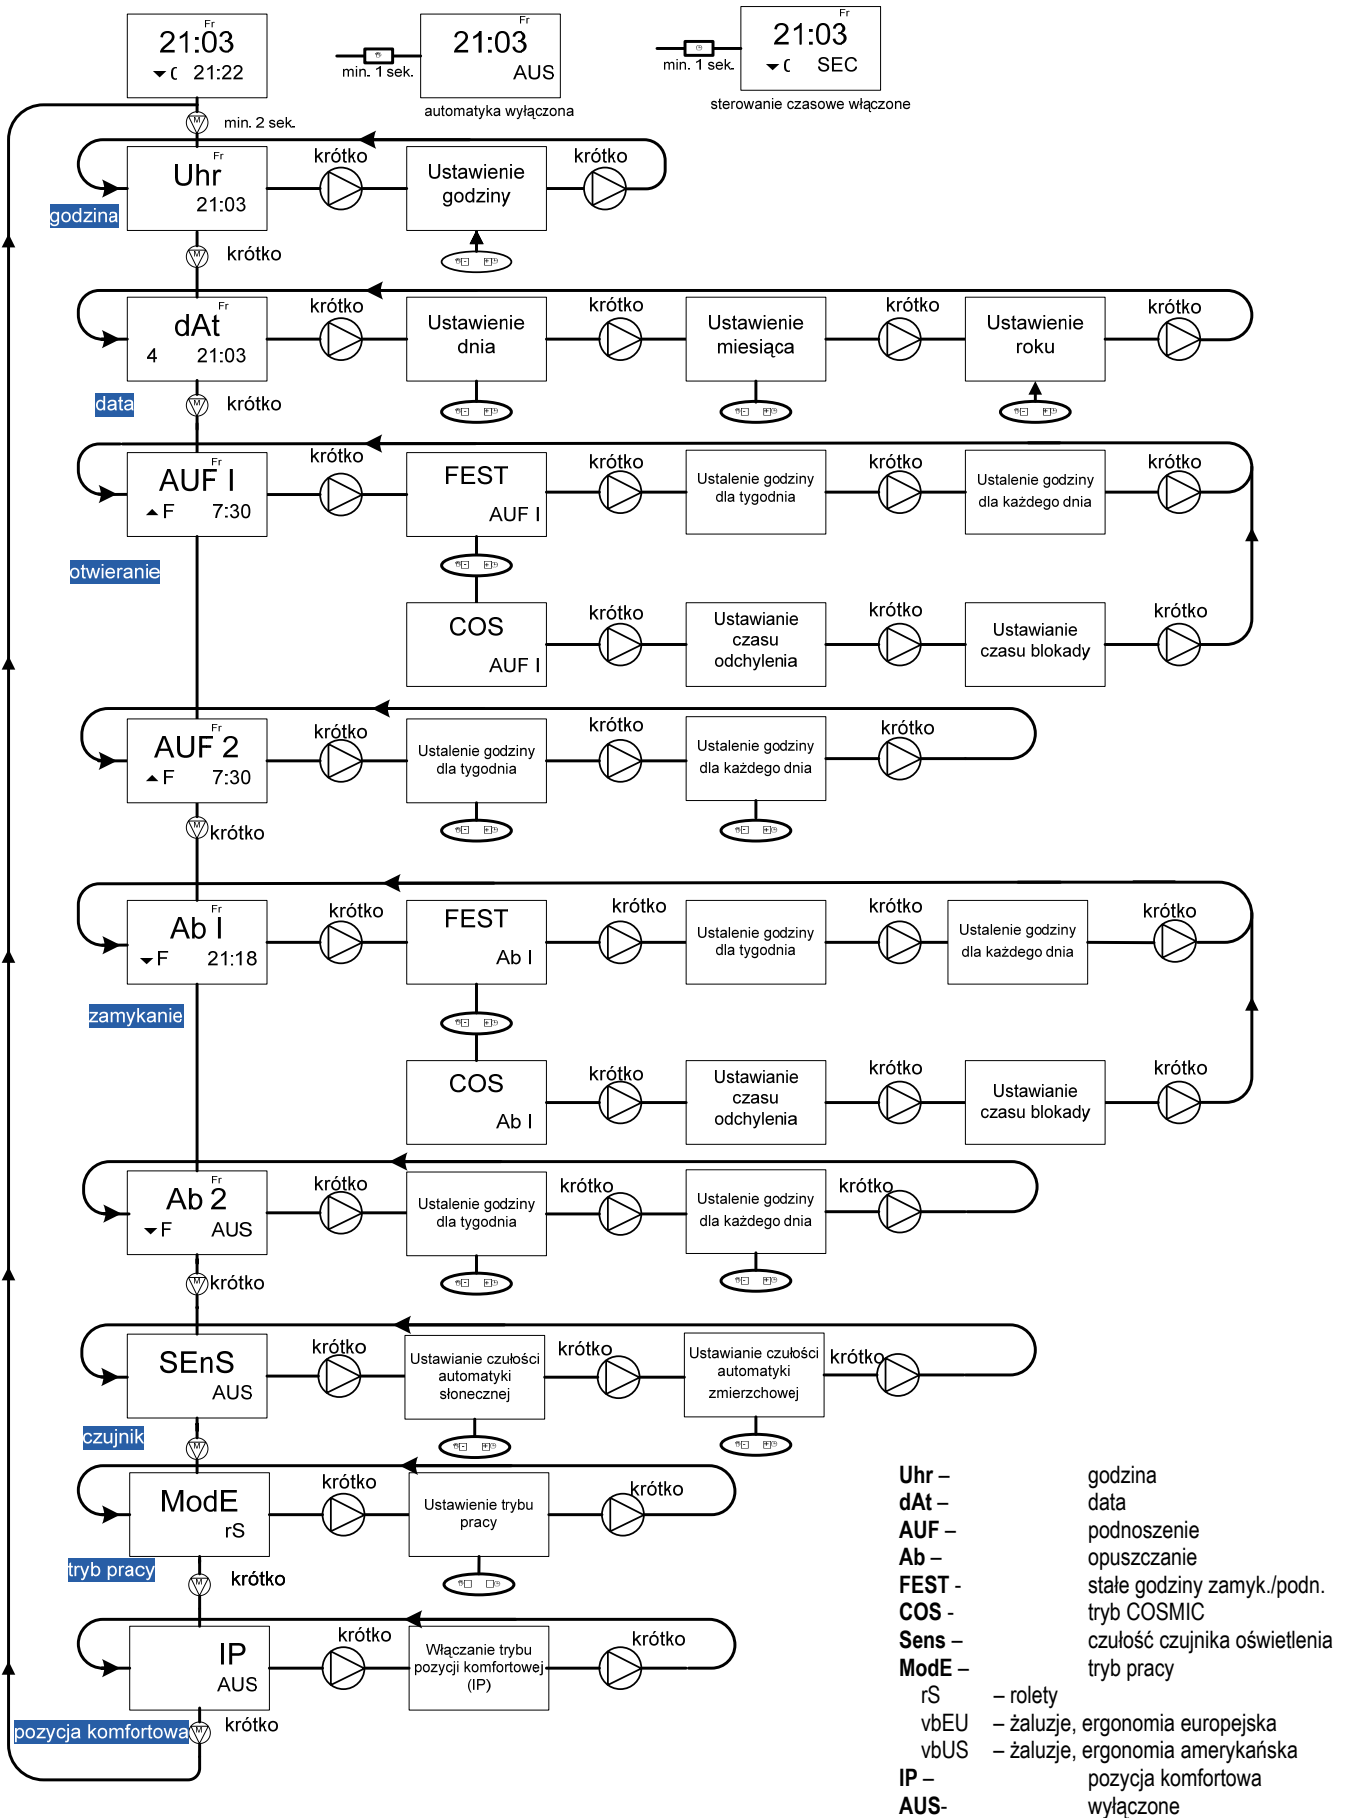 Fr
21:03
C 21:22
min. 1 sek.
Fr
21:03
AUS
automatyka wyłączona
min. 1 sek.
Fr
21:03
C SEC
sterowanie czasowe włączone
M
min. 2 sek.
Fr
Uhr
21:03
godzina
krótko
Ustawienie
godziny
krótko
M
krótko
- +
Fr
dAt
4 21:03
data
krótko
Ustawienie
dnia
krótko
Ustawienie
miesiąca
krótko
Ustawienie
roku
krótko
- +
- +
- +
M
krótko
Fr
AUF I
F 7:30
otwieranie
krótko
FEST
AUF I
krótko
Ustalenie godziny
dla tygodnia
krótko
Ustalenie godziny
dla każdego dnia
krótko
- +
COS
AUF I
krótko
Ustawianie
czasu
odchylenia
krótko
Ustawianie
czasu blokady
krótko
Fr
AUF 2
F 7:30
krótko
Ustalenie godziny
dla tygodnia
krótko
Ustalenie godziny
dla każdego dnia
krótko
- +
- +
M
krótko
Fr
Ab I
F 21:18
zamykanie
krótko
FEST
Ab I
krótko
Ustalenie godziny
dla tygodnia
krótko
Ustalenie godziny
dla każdego dnia
krótko
- +
COS
Ab I
krótko
Ustawianie
czasu
odchylenia
krótko
Ustawianie
czasu blokady
krótko
Fr
Ab 2
F AUS
krótko
Ustalenie godziny
dla tygodnia
krótko
Ustalenie godziny
dla każdego dnia
krótko
- +
- +
M
krótko
SEnS
AUS
czujnik
krótko
Ustawianie czułości
automatyki
słonecznej
krótko
Ustawianie czułości
automatyki
zmierzchowej
krótko
- +
- +
M
ModE
rS
tryb pracy
krótko
Ustawienie trybu
pracy
krótko
M
krótko
IP
AUS
pozycja komfortowa
krótko
Włączanie trybu
pozycji komfortowej
(IP)
krótko
M
krótko
Uhr – godzina
dAt – data
AUF – podnoszenie
Ab – opuszczanie
FEST - stałe godziny zamyk./podn.
COS - tryb COSMIC
Sens – czułość czujnika oświetlenia
ModE – tryb pracy
rS – rolety
vbEU – żaluzje, ergonomia europejska
vbUS – żaluzje, ergonomia amerykańska
IP – pozycja komfortowa
AUS- wyłączone